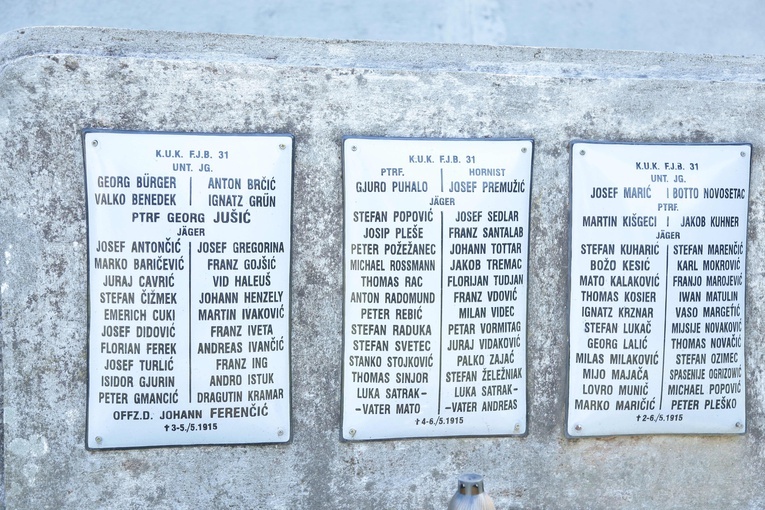 K.U.K. F.J.B. 31
UNT. JG.
GEORG BÜRGER ANTON BRČIĆ
VALKO BENEDEK IGNATZ GRÜN
PTRF GEORG JUŠIĆ
JÄGER
JOSEF ANTONČIĆ JOSEF GREGORINA
MARKO BARIČEVIĆ FRANZ GOJŠIĆ
JURAJ CAVRIĆ VID HALEUŠ
STEFAN ČIŽMEK JOHANN HENZELY
EMERICH CUKI MARTIN IVAKOVIĆ
JOSEF DIDOVIĆ FRANZ IVETA
FLORIAN FEREK ANDREAS IVANČIĆ
JOSEF TURLIĆ FRANZ ING
ISIDOR GJURIN ANDRO ISTUK
PETER GMANCIĆ DRAGUTIN KRAMAR
OFFZ.D. JOHANN FERENČIĆ
✝ 3-5./5.1915
K.U.K. F.J.B. 31
PTRF. HORNIST
GJURO PUHALO JOSEF PREMUŽIĆ
JÄGER
STEFAN POPOVIĆ JOSEF SEDLAR
JOSIP PLEŠE FRANZ SANTALAB
PETER POŽEŽANEC JOHANN TOTTAR
MICHAEL ROSSMANN JAKOB TREMAC
THOMAS RAC FLORIJAN TUDJAN
ANTON RADOMUND FRANZ VDOVIĆ
PETER REBIĆ MILAN VIDEC
STEFAN RADUKA PETAR VORMITAG
STEFAN SVETEC JURAJ VIDAKOVIĆ
STANKO STOJKOVIĆ PALKO ZAJAĆ
THOMAS SINJOR STEFAN ŽELEŽNIAK
LUKA SATRAK- LUKA SATRAK-
-VATER MATO -VATER ANDREAS
✝ 4-6./5.1915
K.U.K. F.J.B. 31
UNT. JG.
JOSEF MARIĆ BOTTO NOVOSETAC
PTRF.
MARTIN KIŠGECI JAKOB KUHNER
JÄGER
STEFAN KUHARIĆ STEFAN MARENČIĆ
BOŽO KESIĆ KARL MOKROVIĆ
MATO KALAKOVIĆ FRANJO MAROJEVIĆ
THOMAS KOSIER IWAN MATULIN
IGNATZ KRZNAR VASO MARGETIĆ
STEFAN LUKAČ MIJSIJE NOVAKOVIĆ
GEORG LALIĆ THOMAS NOVAČIĆ
MILAS MILAKOVIĆ STEFAN OZIMEC
MIJO MAJAČA SPASENIJE OGRIZOWIĆ
LOVRO MUNIĆ MICHAEL POPOVIĆ
MARKO MARIČIĆ PETER PLEŠKO
✝ 2-6./5.1915